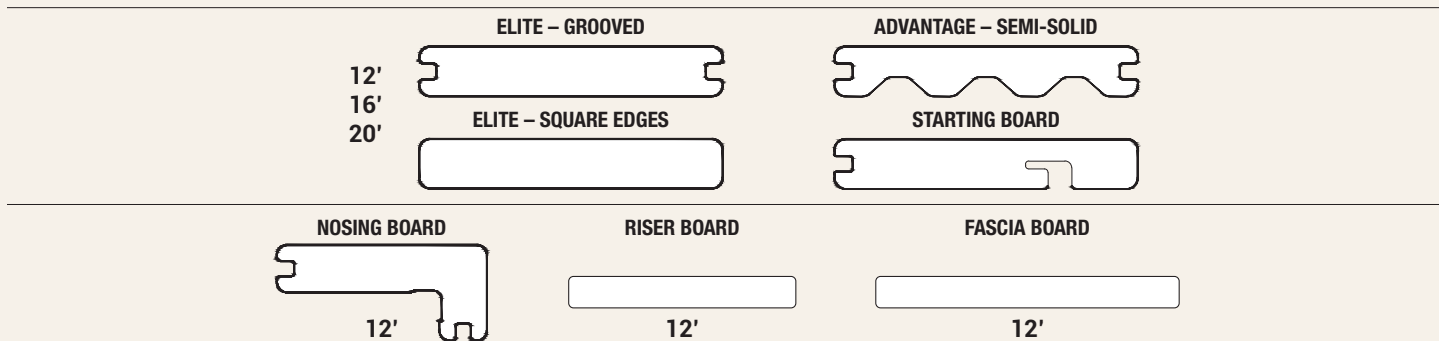 ELITE – GROOVED
ADVANTAGE – SEMI-SOLID
12'
16'
20'
ELITE – SQUARE EDGES
STARTING BOARD
NOSING BOARD
RISER BOARD
FASCIA BOARD
12'
12'
12'